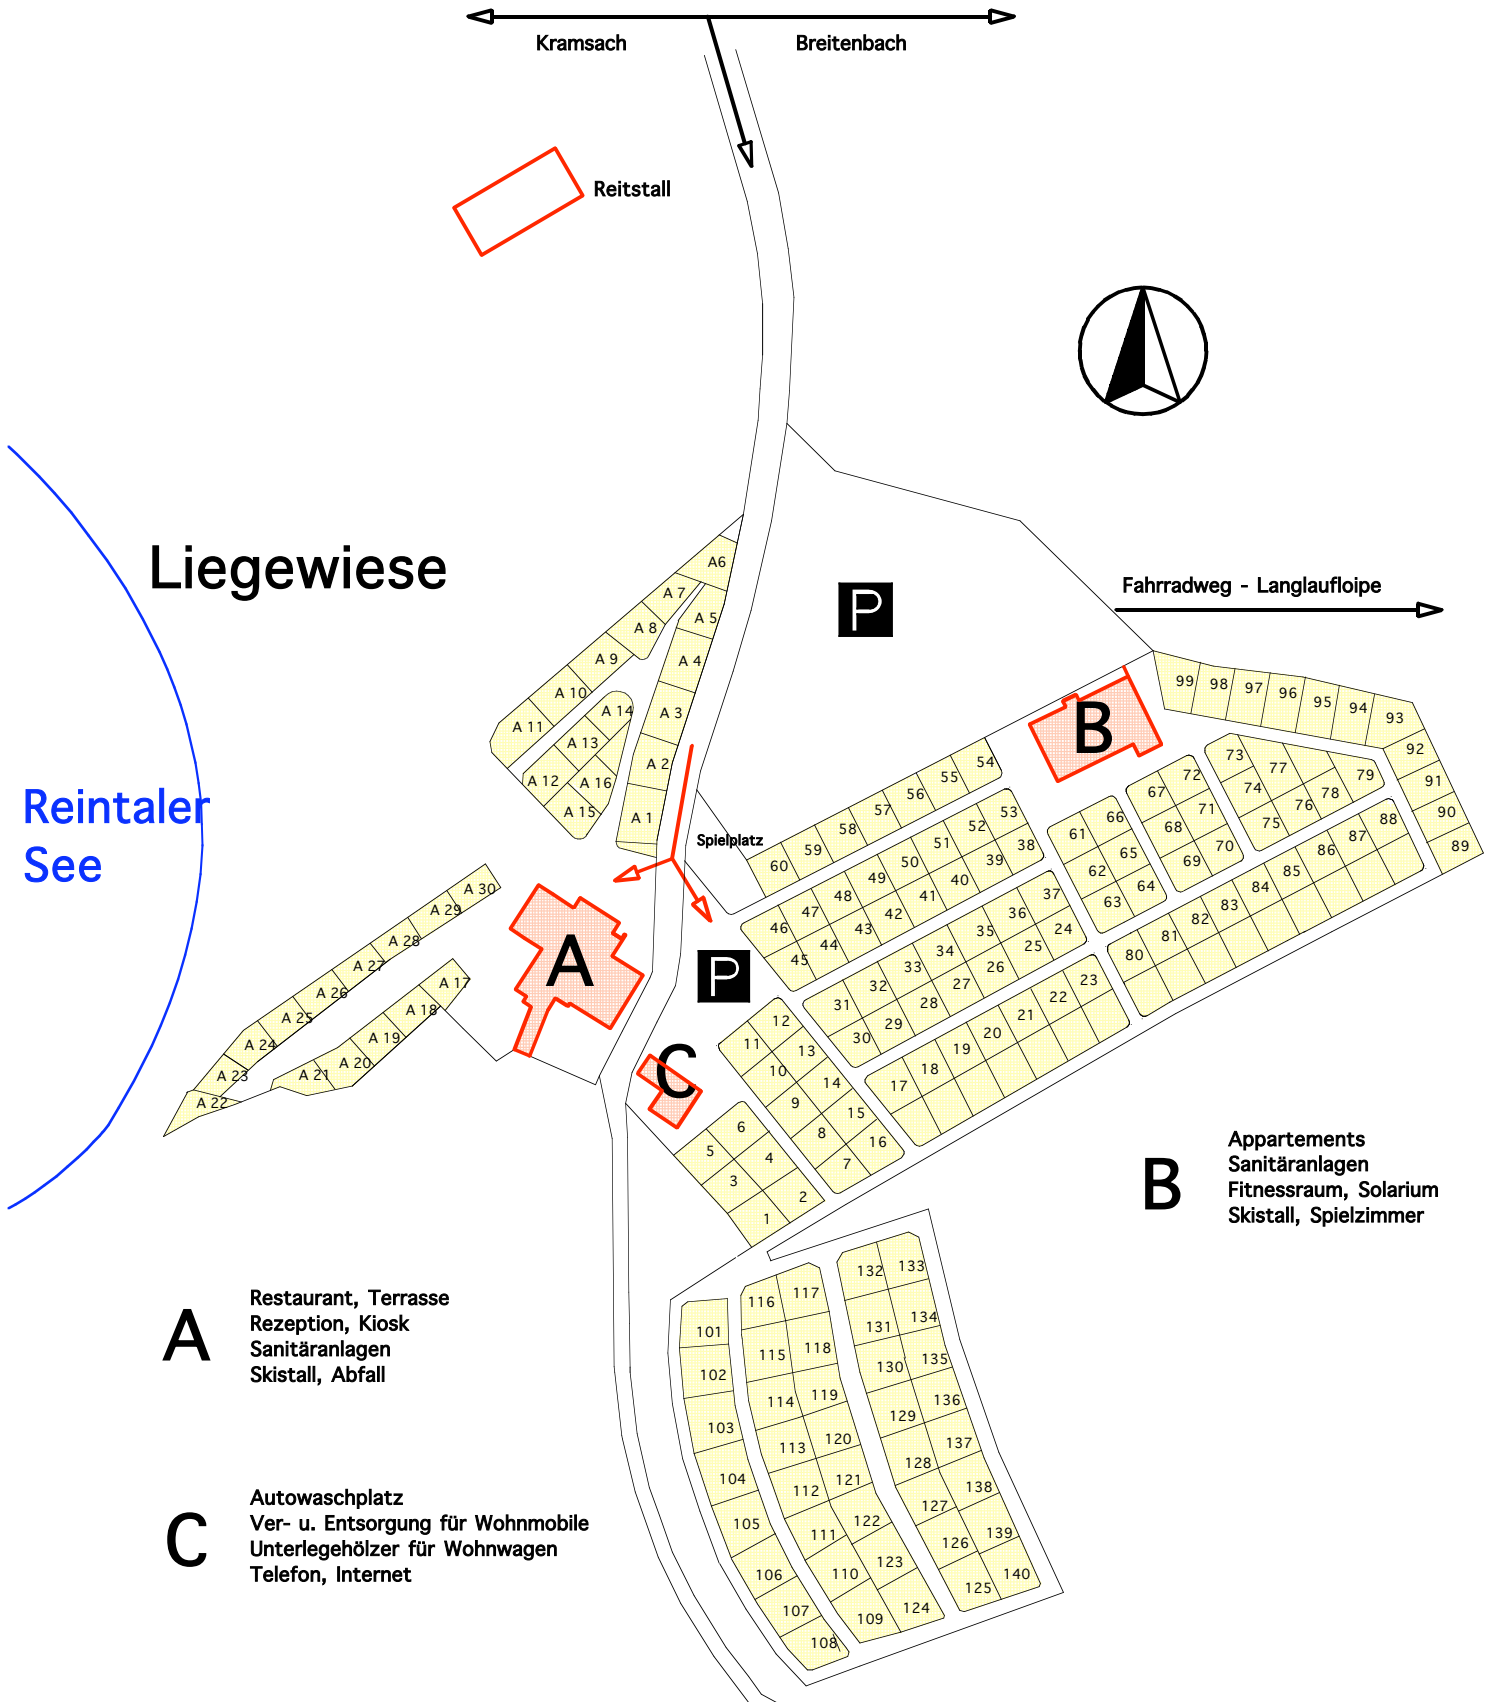 Kramsach
Breitenbach
Reitstall
Liegewiese
P
Fahrradweg - Langlaufloipe
Reintaler
See
Spielplatz
A
B
C
P
A6
A 7
A 8
A 9
A 10
A 11
A 5
A 4
A 3
A 2
A 1
A 14
A 13
A 12
A 16
A 15
A 30
A 29
A 28
A 27
A 26
A 25
A 24
A 23
A 22
A 17
A 18
A 19
A 20
A 21
99
98
97
96
95
94
93
92
91
90
89
54
55
56
57
58
59
60
53
52
51
50
49
48
47
46
38
39
40
41
42
43
44
45
37
36
35
34
33
32
31
24
25
26
27
28
29
30
66
61
65
62
64
63
72
67
71
68
70
69
73
77
79
74
78
76
75
88
87
86
85
84
83
82
81
80
23
22
21
20
19
18
17
12
11
13
10
14
9
15
8
16
7
6
5
4
3
2
1
101
102
103
104
105
106
107
108
116
117
115
118
114
119
113
120
112
121
111
122
110
123
109
124
132
133
131
134
130
135
129
136
128
137
127
138
126
139
125
140
B
Appartements
Sanitäranlagen
Fitnessraum, Solarium
Skistall, Spielzimmer
A
Restaurant, Terrasse
Rezeption, Kiosk
Sanitäranlagen
Skistall, Abfall
C
Autowaschplatz
Ver- u. Entsorgung für Wohnmobile
Unterlegehölzer für Wohnwagen
Telefon, Internet